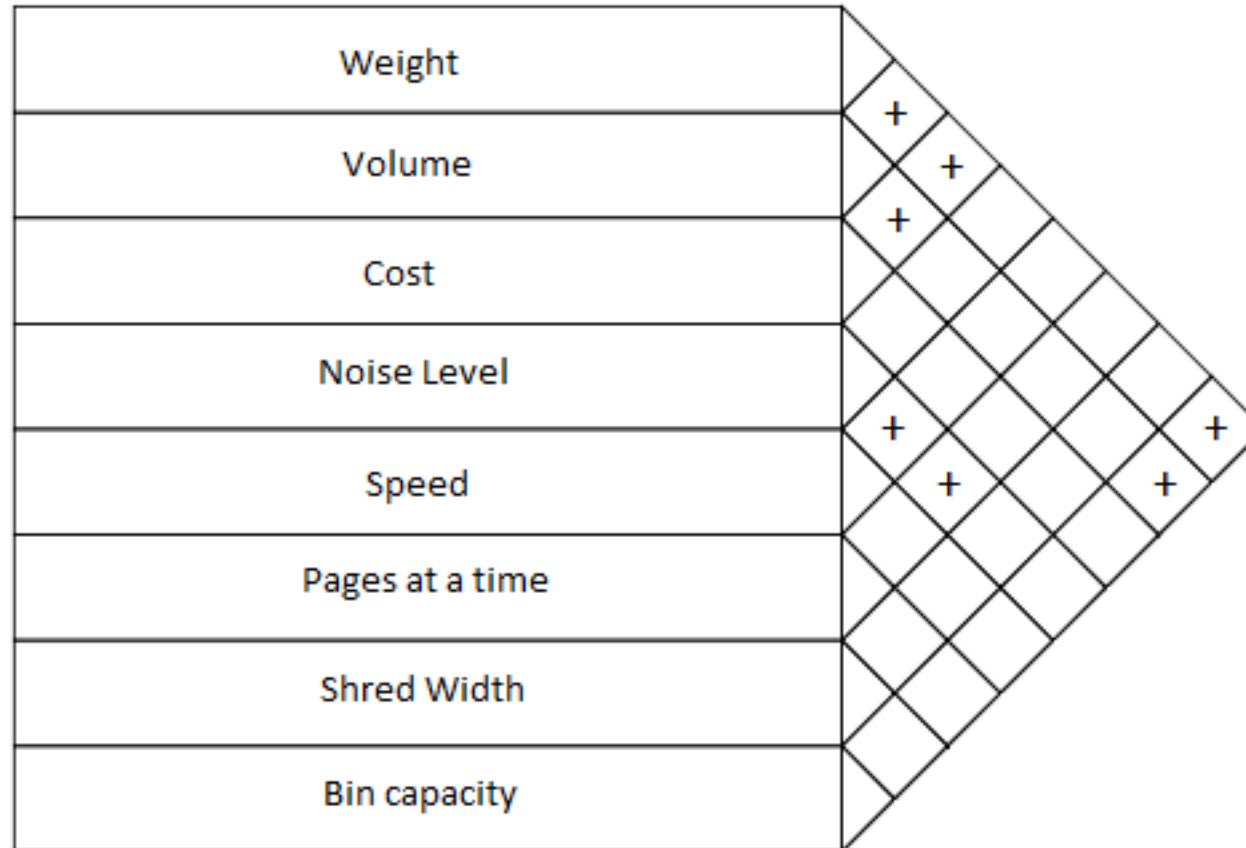 Weight
+
Volume
+
+
Cost
Noise Level
+
+
Speed
+
+
Pages at a time
Shred Width
Bin capacity